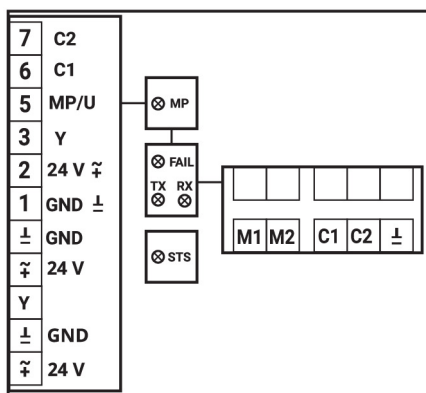 7 C2
6 C1
5 MP/U
3 Y
2 24 V ⩱
1 GND ⊥
⊥ GND
⩱ 24 V
Y
⊥ GND
⩱ 24 V
MP
FAIL
TX RX
STS
M1 M2 C1 C2 ⊥